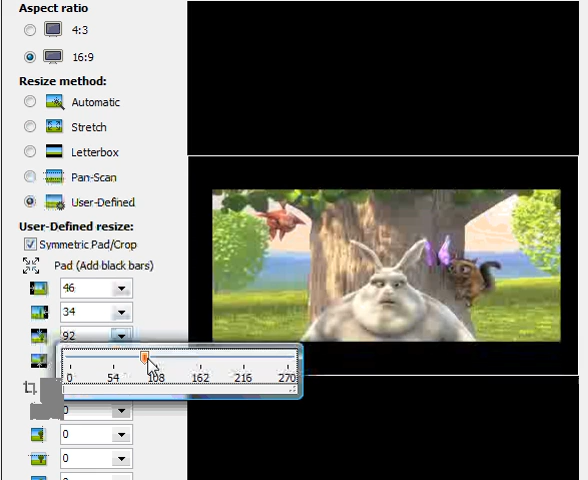 Aspect ratio
4:3
16:9
Resize method:
Automatic
Stretch
Letterbox
Pan-Scan
User-Defined
User-Defined resize:
Symmetric Pad/Crop
Pad (Add black bars)
46
34
92
0 54 108 162 216 270
0
0
0